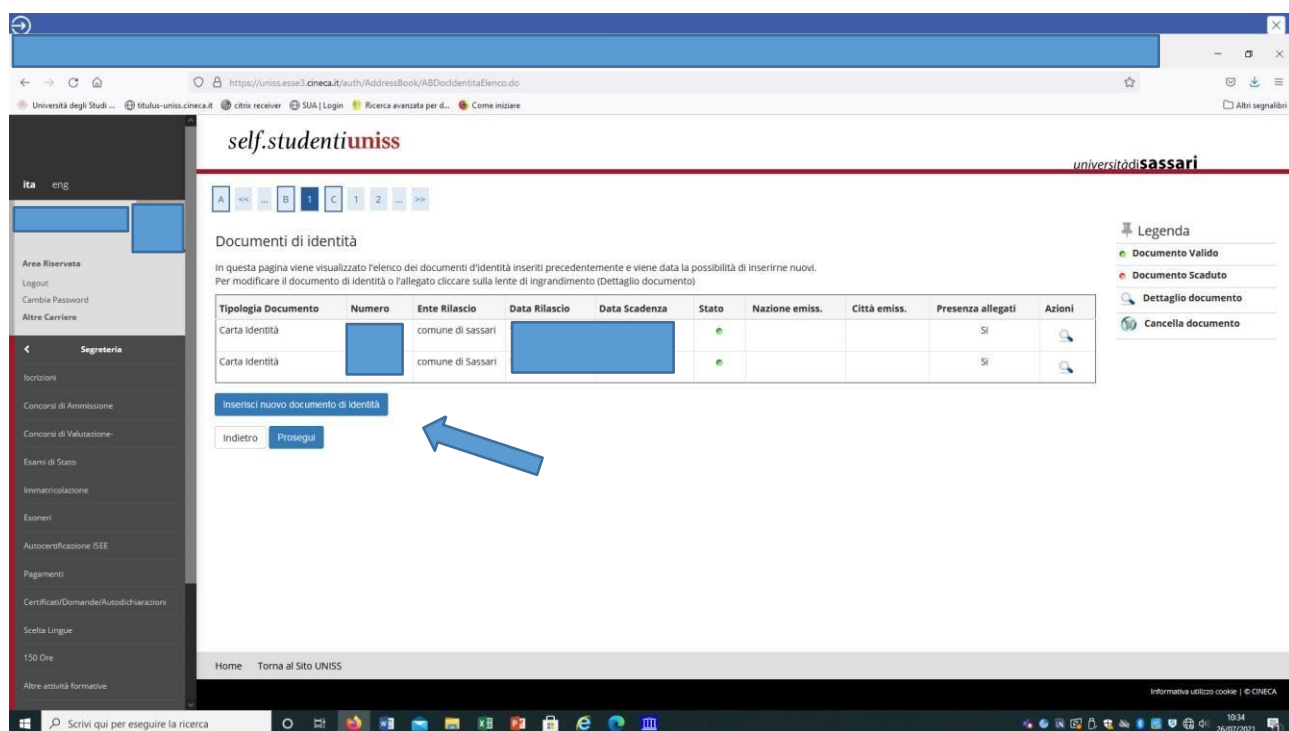 https://uniss.esse3.cineca.it/auth/AddressBook/ABDocIdentitaElenco.do
Università degli Studi ... titulus-uniss.cineca.it citrix receiver SUA | Login Ricerca avanzata per d... Come iniziare Altri segnalibri
self.studentiuniss
universitàdisassari
ita eng
A << ... B 1 C 1 2 ... >>
Area Riservata
Logout
Cambia Password
Altre Carriere
Segreteria
Iscrizioni
Concorsi di Ammissione
Concorsi di Valutazione-
Esami di Stato
Immatricolazione
Esoneri
Autocertificazione ISEE
Pagamenti
Certificati/Domande/Autodichiarazioni
Scelta Lingue
150 Ore
Altre attività formative
Documenti di identità
In questa pagina viene visualizzato l'elenco dei documenti d'identità inseriti precedentemente e viene data la possibilità di inserirne nuovi.
Per modificare il documento di identità o l'allegato cliccare sulla lente di ingrandimento (Dettaglio documento)
Tipologia Documento Numero Ente Rilascio Data Rilascio Data Scadenza Stato Nazione emiss. Città emiss. Presenza allegati Azioni
Carta Identità comune di sassari Si
Carta Identità comune di Sassari Si
Inserisci nuovo documento di identità
Indietro Prosegui
Legenda
Documento Valido
Documento Scaduto
Dettaglio documento
Cancella documento
Home Torna al Sito UNISS
Informativa utilizzo cookie | © CINECA
Scrivi qui per eseguire la ricerca
10:34
26/07/2021